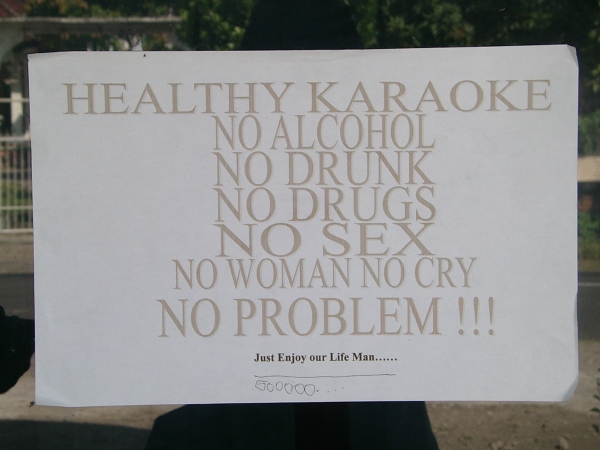 HEALTHY KARAOKE
NO ALCOHOL
NO DRUNK
NO DRUGS
NO SEX
NO WOMAN NO CRY
NO PROBLEM !!!
Just Enjoy our Life Man......